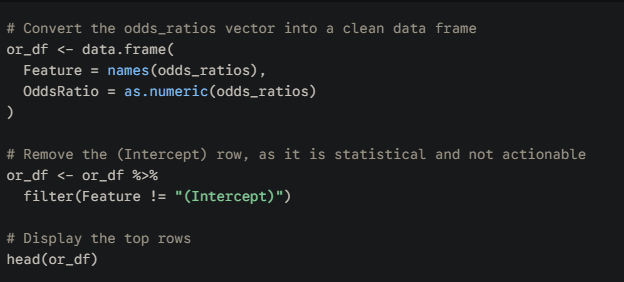 # Convert the odds_ratios vector into a clean data frame
or_df <- data.frame(
  Feature = names(odds_ratios),
  OddsRatio = as.numeric(odds_ratios)
)

# Remove the (Intercept) row, as it is statistical and not actionable
or_df <- or_df %>%
  filter(Feature != "(Intercept)")

# Display the top rows
head(or_df)